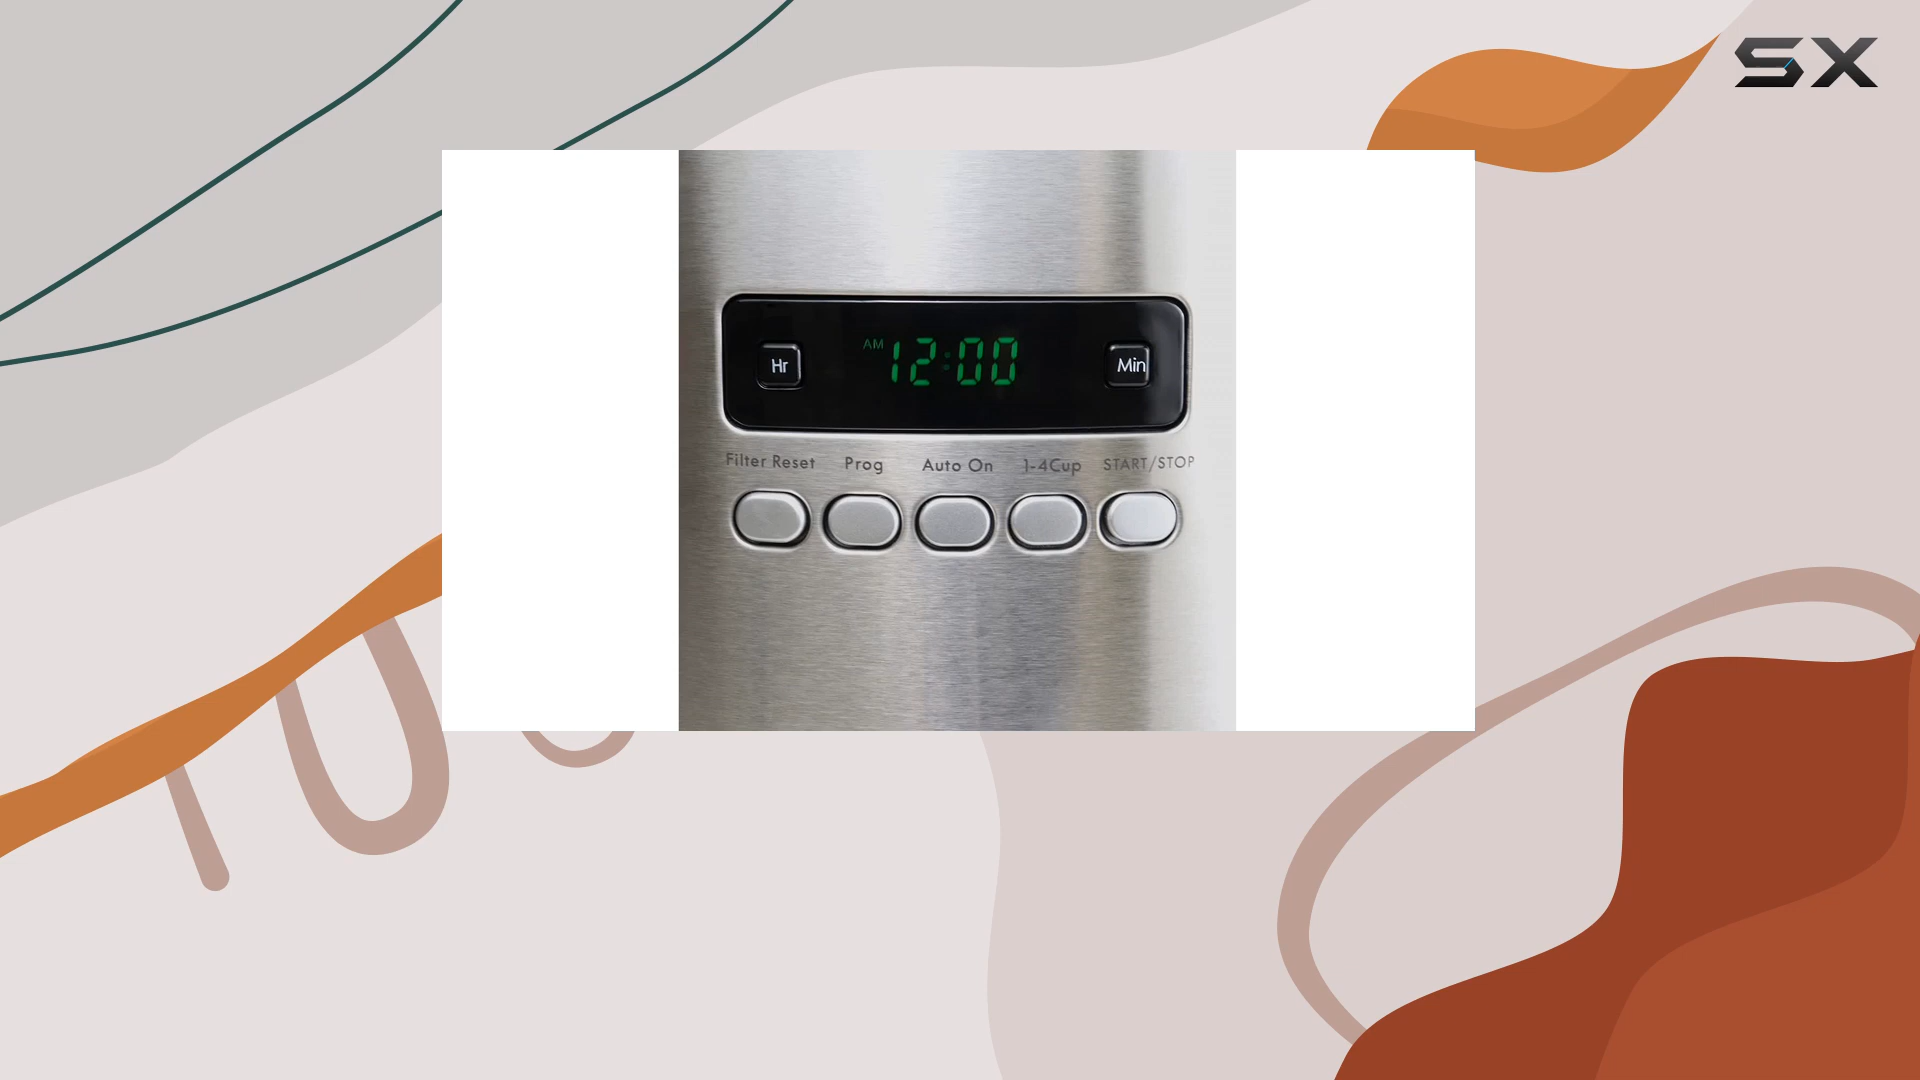 SX
AM 12:00
Hr
Min
Filter Reset Prog Auto On 1-4Cup START/STOP